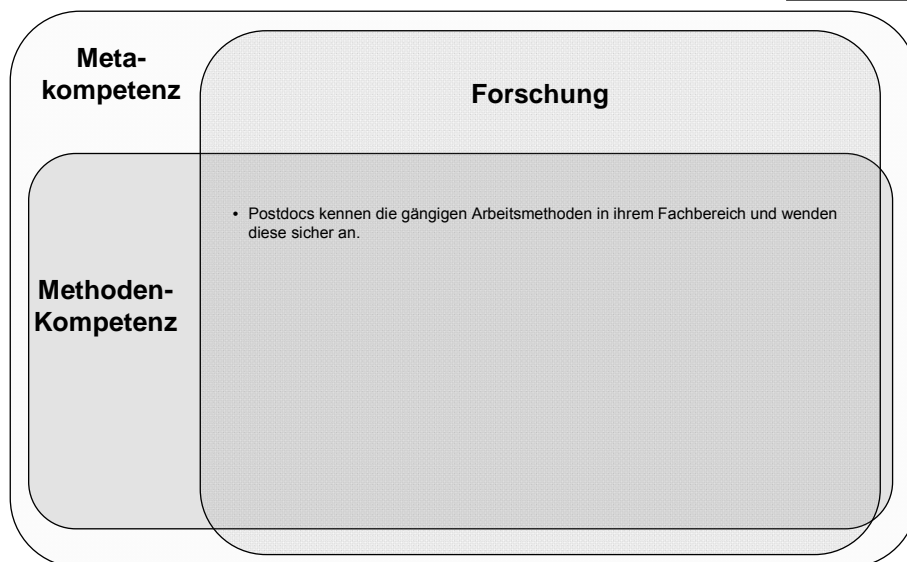 Meta-
kompetenz
Forschung
• Postdocs kennen die gängigen Arbeitsmethoden in ihrem Fachbereich und wenden
diese sicher an.
Methoden-
Kompetenz